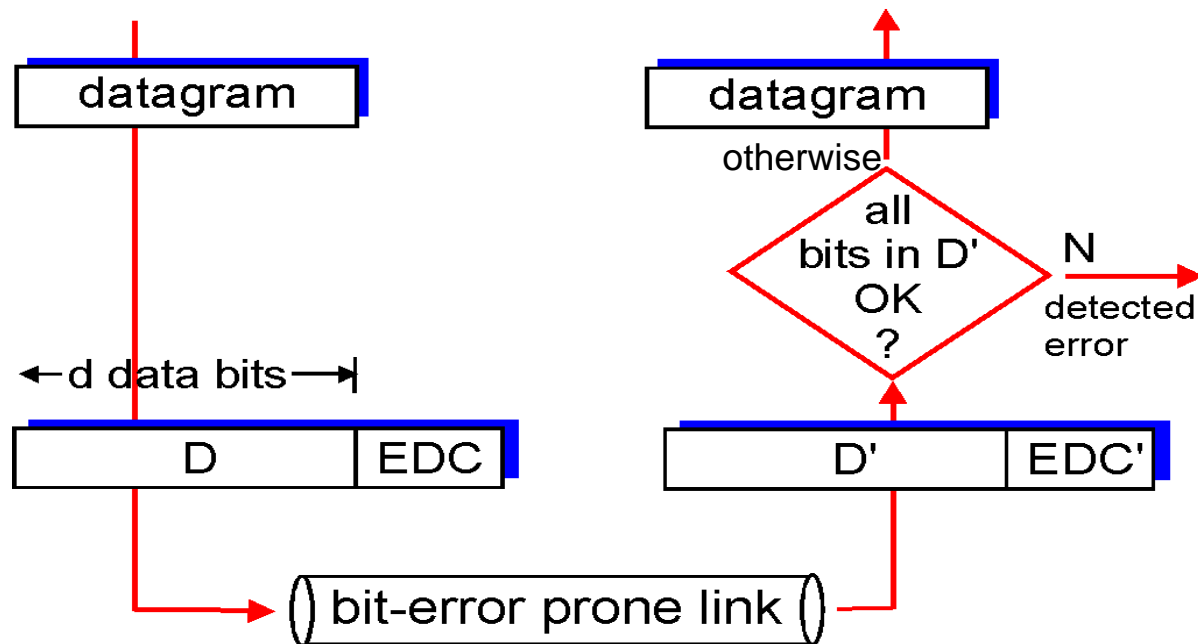 datagram
d data bits
D EDC
bit-error prone link
datagram
otherwise
all
bits in D'
OK
?
N
detected
error
D' EDC'